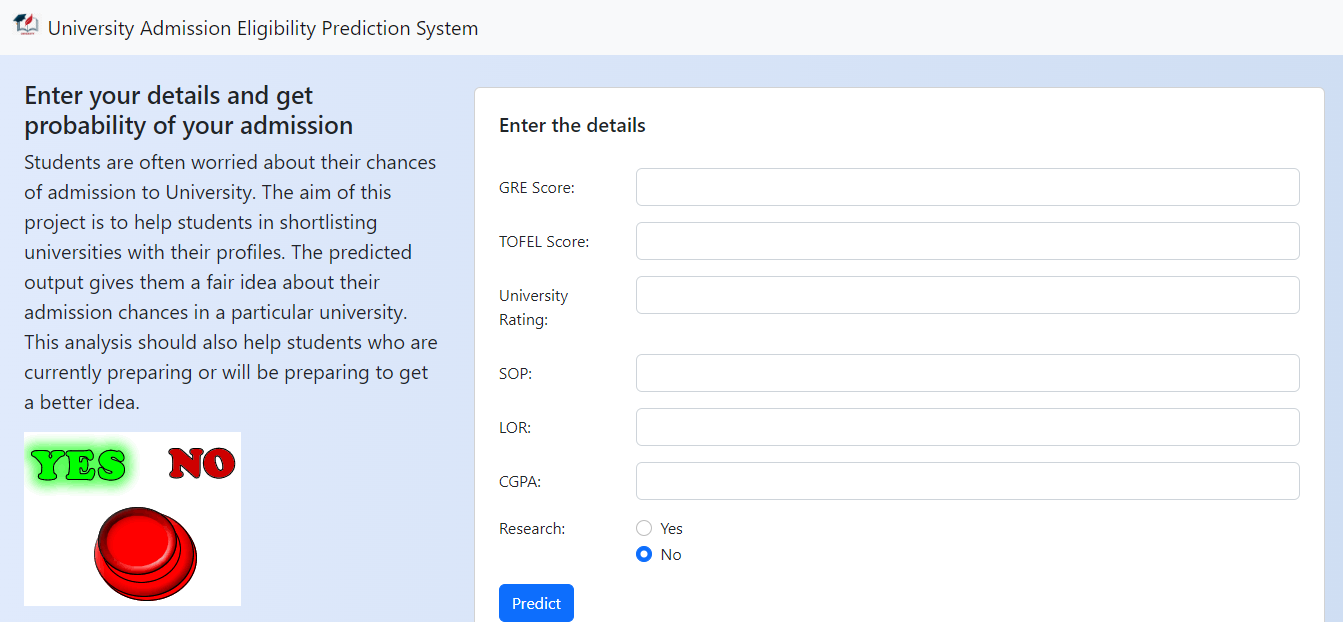 University Admission Eligibility Prediction System
Enter your details and get
probability of your admission
Students are often worried about their chances
of admission to University. The aim of this
project is to help students in shortlisting
universities with their profiles. The predicted
output gives them a fair idea about their
admission chances in a particular university.
This analysis should also help students who are
currently preparing or will be preparing to get
a better idea.
YES NO
Enter the details
GRE Score:
TOFEL Score:
University
Rating:
SOP:
LOR:
CGPA:
Research:
Yes
No
Predict